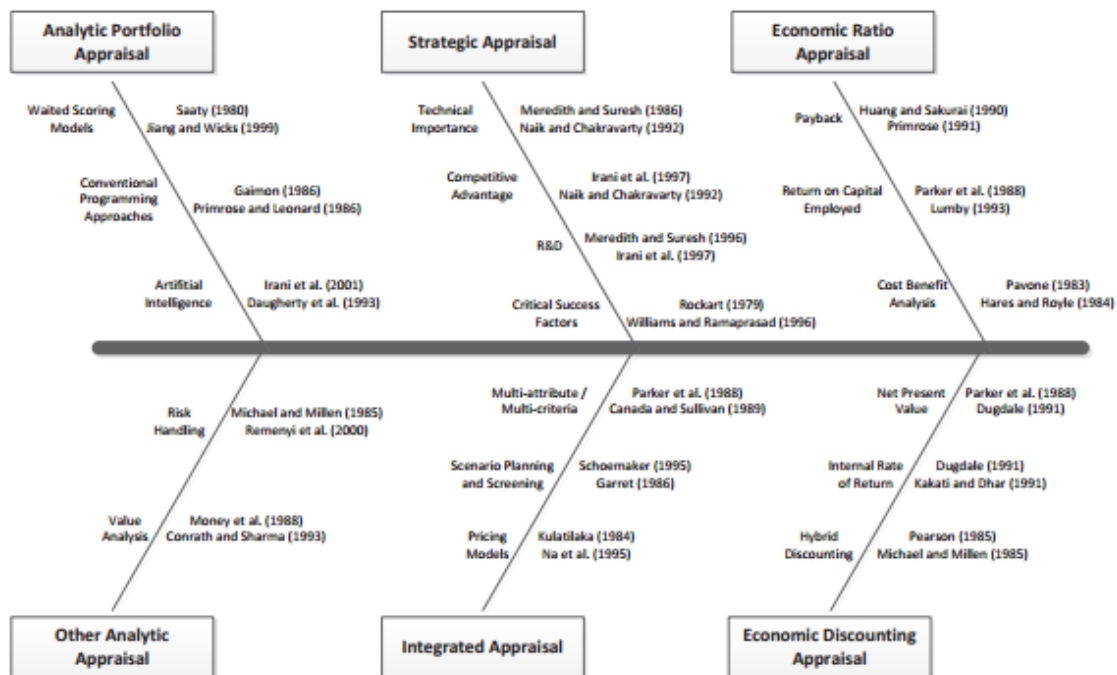 Analytic Portfolio
Appraisal
Strategic Appraisal
Economic Ratio
Appraisal
Waited Scoring
Models
Saaty (1980)
Jiang and Wicks (1999)
Conventional
Programming
Approaches
Gaimon (1986)
Primrose and Leonard (1986)
Artifitial
Intelligence
Irani et al. (2001)
Daugherty et al. (1993)
Technical
Importance
Meredith and Suresh (1986)
Naik and Chakravarty (1992)
Competitive
Advantage
Irani et al. (1997)
Naik and Chakravarty (1992)
R&D
Meredith and Suresh (1996)
Irani et al. (1997)
Critical Success
Factors
Rockart (1979)
Williams and Ramaprasad (1996)
Payback
Huang and Sakurai (1990)
Primrose (1991)
Return on Capital
Employed
Parker et al. (1988)
Lumby (1993)
Cost Benefit
Analysis
Pavone (1983)
Hares and Royle (1984)
Risk
Handling
Michael and Millen (1985)
Remenyi et al. (2000)
Value
Analysis
Money et al. (1988)
Conrath and Sharma (1993)
Multi-attribute /
Multi-criteria
Parker et al. (1988)
Canada and Sullivan (1989)
Scenario Planning
and Screening
Schoemaker (1995)
Garret (1986)
Pricing
Models
Kulatilaka (1984)
Na et al. (1995)
Net Present
Value
Parker et al. (1988)
Dugdale (1991)
Internal Rate
of Return
Dugdale (1991)
Kakati and Dhar (1991)
Hybrid
Discounting
Pearson (1985)
Michael and Millen (1985)
Other Analytic
Appraisal
Integrated Appraisal
Economic Discounting
Appraisal